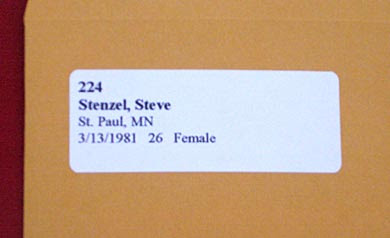 224
Stenzel, Steve
St. Paul, MN
3/13/1981 26 Female